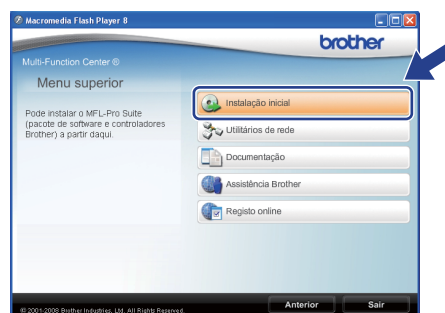 Macromedia Flash Player 8
brother
Multi-Function Center ®
Menu superior
Pode instalar o MFL-Pro Suite
(pacote de software e controladores
Brother) a partir daqui.
Instalação inicial
Utilitários de rede
Documentação
Assistência Brother
Registo online
© 2001-2008 Brother Industries, Ltd. All Rights Reserved.
Anterior
Sair